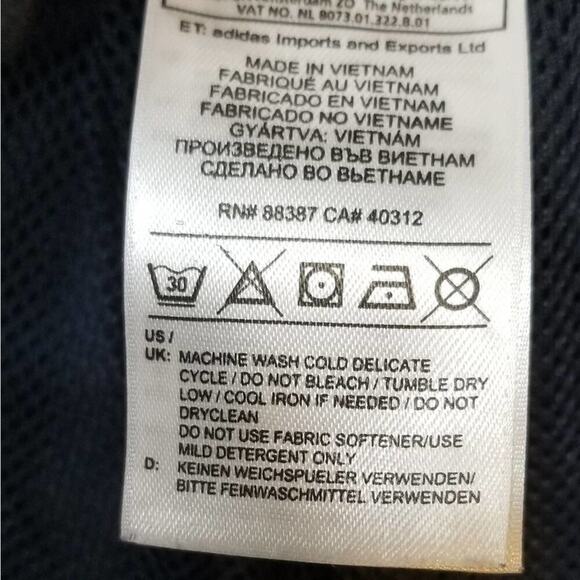 The Netherlands
VAT NO. NL 8073.01.322.B.01
ET: adidas Imports and Exports Ltd
MADE IN VIETNAM
FABRIQUÉ AU VIETNAM
FABRICADO EN VIETNAM
FABRICADO NO VIETNAME
GYÁRTVA: VIETNÁM
ПРОИЗВЕДЕНО ВЪВ ВИЕТНАМ
СДЕЛАНО ВО ВЬЕТНАМЕ
RN# 88387 CA# 40312
30
US /
UK: MACHINE WASH COLD DELICATE
CYCLE / DO NOT BLEACH / TUMBLE DRY
LOW / COOL IRON IF NEEDED / DO NOT
DRYCLEAN
DO NOT USE FABRIC SOFTENER/USE
MILD DETERGENT ONLY
D: KEINEN WEICHSPUELER VERWENDEN/
BITTE FEINWASCHMITTEL VERWENDEN